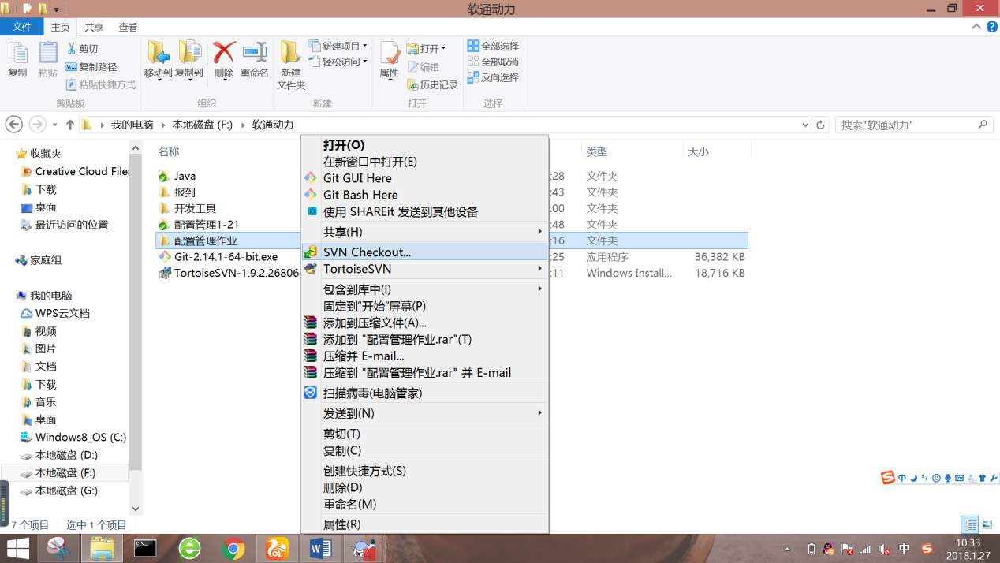 软通动力
文件 主页 共享 查看
复制 粘贴 剪切 复制路径 粘贴快捷方式 剪贴板
移动到 复制到 删除 重命名 组织
新建文件夹 新建项目 轻松访问 新建
属性 打开 编辑 历史记录 打开
全部选择 全部取消 反向选择 选择
我的电脑 本地磁盘 (F:) 软通动力 搜索"软通动力"
名称 类型 大小
收藏夹
Creative Cloud File
下载
桌面
最近访问的位置
家庭组
我的电脑
WPS云文档
视频
图片
文档
下载
音乐
桌面
Windows8_OS (C:)
本地磁盘 (D:)
本地磁盘 (F:)
本地磁盘 (G:)
Java :28 文件夹
报到 :43 文件夹
开发工具 :00 文件夹
配置管理1-21 :48 文件夹
配置管理作业 :16 文件夹
Git-2.14.1-64-bit.exe :25 应用程序 36,382 KB
TortoiseSVN-1.9.2.26806- :11 Windows Install... 18,716 KB
打开(O)
在新窗口中打开(E)
Git GUI Here
Git Bash Here
使用 SHAREit 发送到其他设备
共享(H)
SVN Checkout...
TortoiseSVN
包含到库中(I)
固定到"开始"屏幕(P)
添加到压缩文件(A)...
添加到 "配置管理作业.rar"(T)
压缩并 E-mail...
压缩到 "配置管理作业.rar" 并 E-mail
扫描病毒(电脑管家)
发送到(N)
剪切(T)
复制(C)
创建快捷方式(S)
删除(D)
重命名(M)
属性(R)
中
7 个项目 选中 1 个项目
中
10:33
2018.1.27